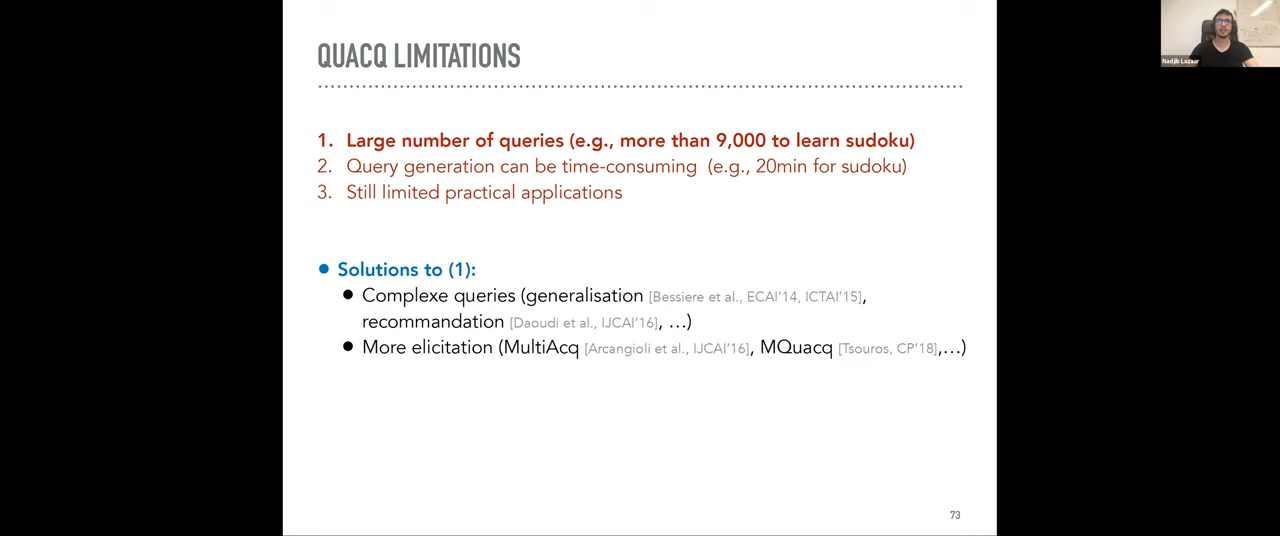 QUACQ LIMITATIONS
Nadjib Lazaar
1. Large number of queries (e.g., more than 9,000 to learn sudoku)
2. Query generation can be time-consuming (e.g., 20min for sudoku)
3. Still limited practical applications
• Solutions to (1):
• Complexe queries (generalisation [Bessiere et al., ECAI'14, ICTAI'15],
recommandation [Daoudi et al., IJCAI'16], …)
• More elicitation (MultiAcq [Arcangioli et al., IJCAI'16], MQuacq [Tsouros, CP'18],…)
73